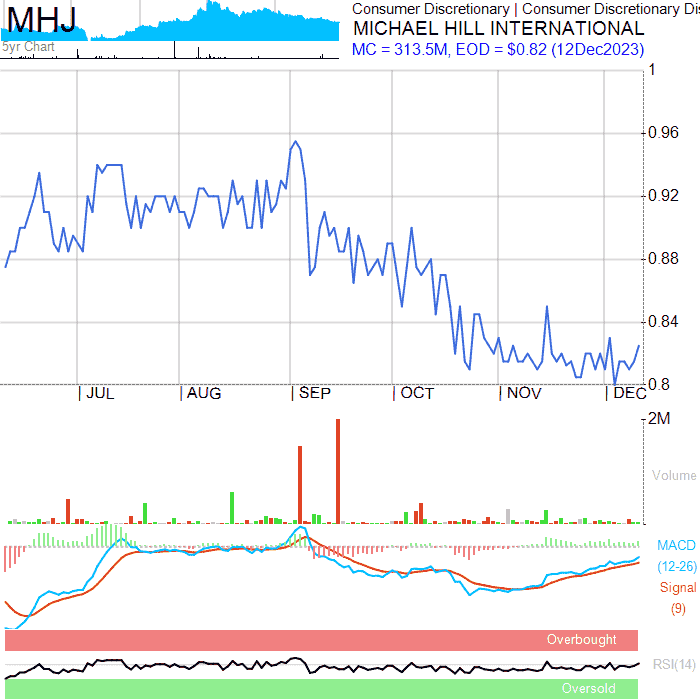 MHJ
5yr Chart
Consumer Discretionary | Consumer Discretionary Dis
MICHAEL HILL INTERNATIONAL
MC = 313.5M, EOD = $0.82 (12Dec2023)
1
0.96
0.92
0.88
0.84
0.8
| JUL | AUG | SEP | OCT | NOV | DEC
2M
Volume
MACD
(12-26)
Signal
(9)
Overbought
RSI(14)
Oversold